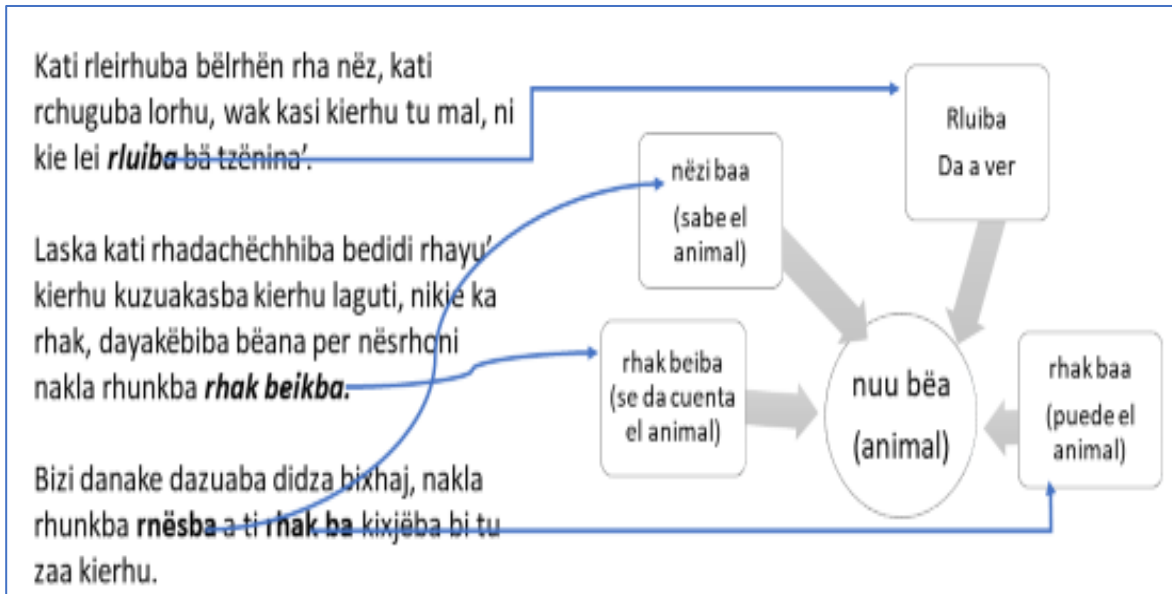 Kati rleirhuba bëlrhën rha nëz, kati
rchuguba lorhu, wak kasi kierhu tu mal, ni
kie lei rluiba bä tzënina’.
Laska kati rhadachëchhiba bedidi rhayu’
kierhu kuzuakasba kierhu laguti, nikie ka
rhak, dayakëbiba bëana per nësrhoni
nakla rhunkba rhak beikba.
Bizi danake dazuaba didza bixhaj, nakla
rhunkba rnësba a ti rhak ba kixjëba bi tu
zaa kierhu.
Rluiba
Da a ver
nëzi baa
(sabe el
animal)
rhak beiba
(se da cuenta
el animal)
nuu bëa
(animal)
rhak baa
(puede el
animal)